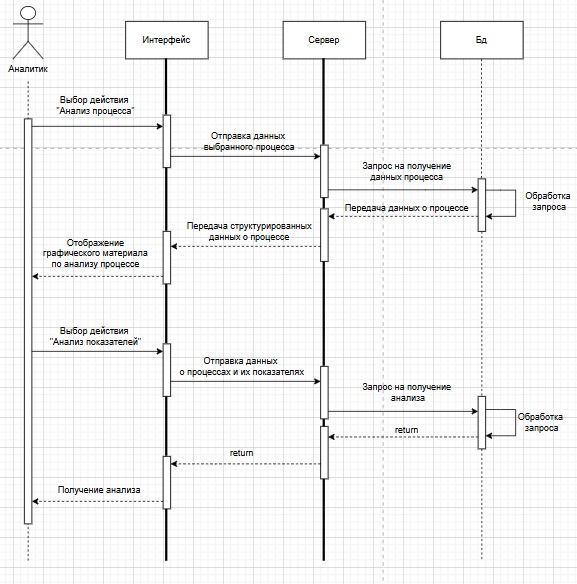 Аналитик
Интерфейс
Сервер
Бд
Выбор действия
"Анализ процесса"
Отправка данных
выбранного процесса
Запрос на получение
данных процесса
Обработка
запроса
Передача данных о процессе
Передача структурированных
данных о процессе
Отображение
графического материала
по анализу процессе
Выбор действия
"Анализ показателей"
Отправка данных
о процессах и их показателях
Запрос на получение
анализа
Обработка
запроса
return
return
Получение анализа